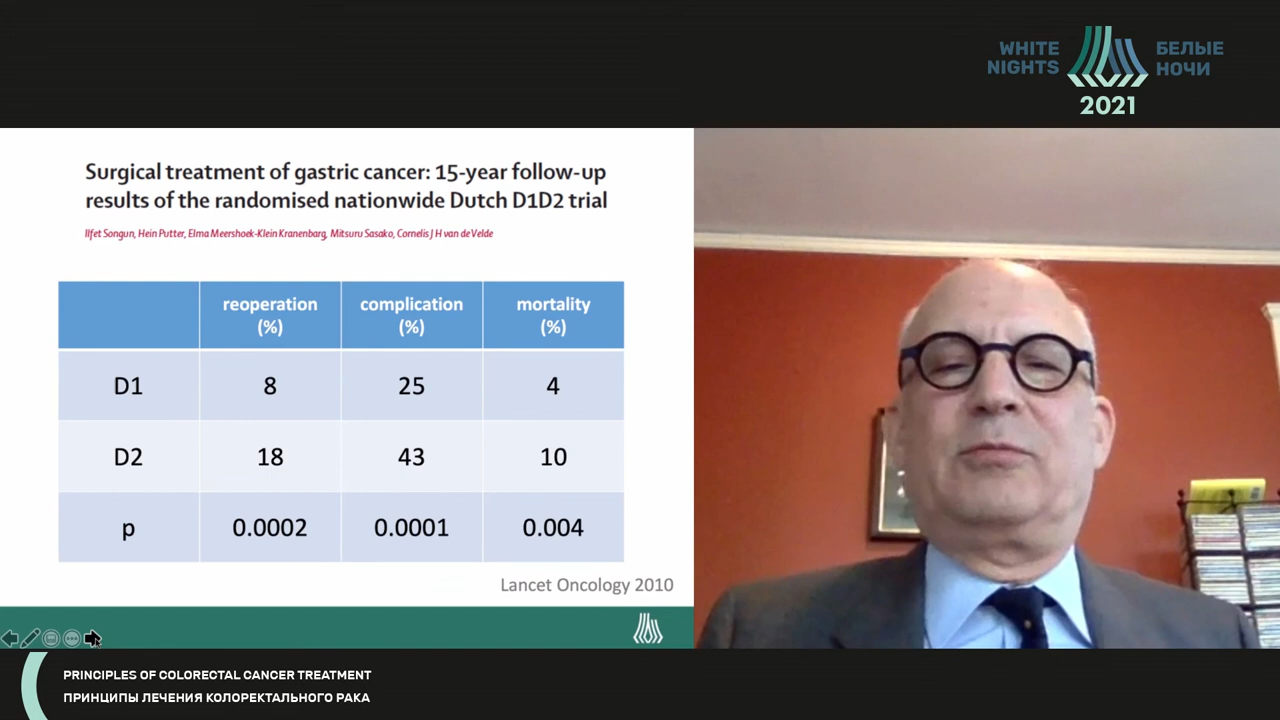 WHITE NIGHTS
БЕЛЫЕ НОЧИ
2021
Surgical treatment of gastric cancer: 15-year follow-up
results of the randomised nationwide Dutch D1D2 trial
Ilfet Songun, Hein Putter, Elma Meershoek-Klein Kranenbarg, Mitsuru Sasako, Cornelis J H van de Velde
reoperation (%) complication (%) mortality (%)
D1 8 25 4
D2 18 43 10
p 0.0002 0.0001 0.004
Lancet Oncology 2010
PRINCIPLES OF COLORECTAL CANCER TREATMENT
ПРИНЦИПЫ ЛЕЧЕНИЯ КОЛОРЕКТАЛЬНОГО РАКА